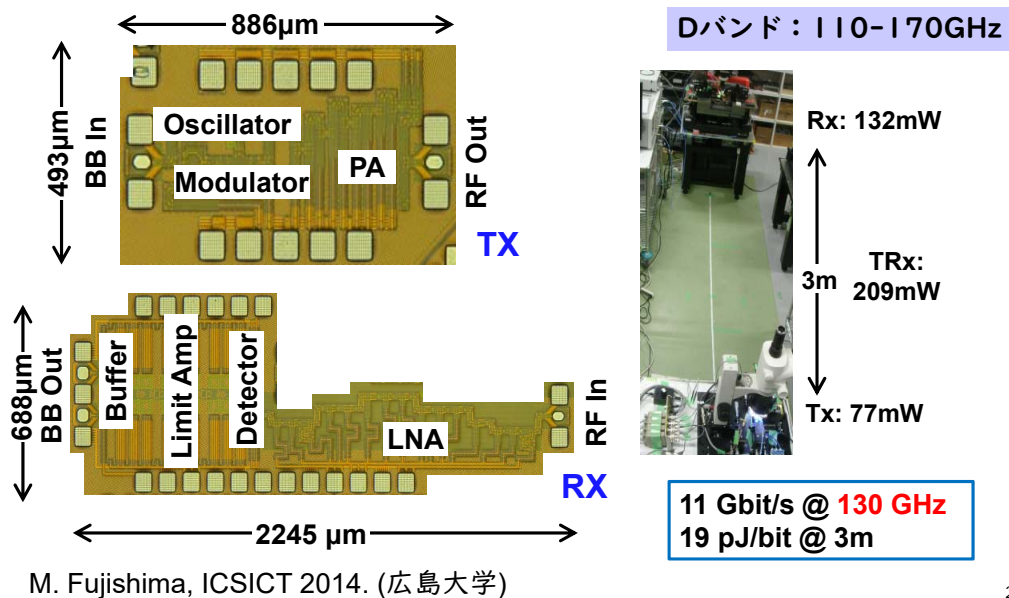 886μm
493μm
BB In
Oscillator
Modulator
PA
RF Out
TX
688μm
BB Out
Buffer
Limit Amp
Detector
LNA
RF In
RX
2245 μm
M. Fujishima, ICSICT 2014. (広島大学)
Dバンド：110-170GHz
Rx: 132mW
3m
TRx:
209mW
Tx: 77mW
11 Gbit/s @ 130 GHz
19 pJ/bit @ 3m